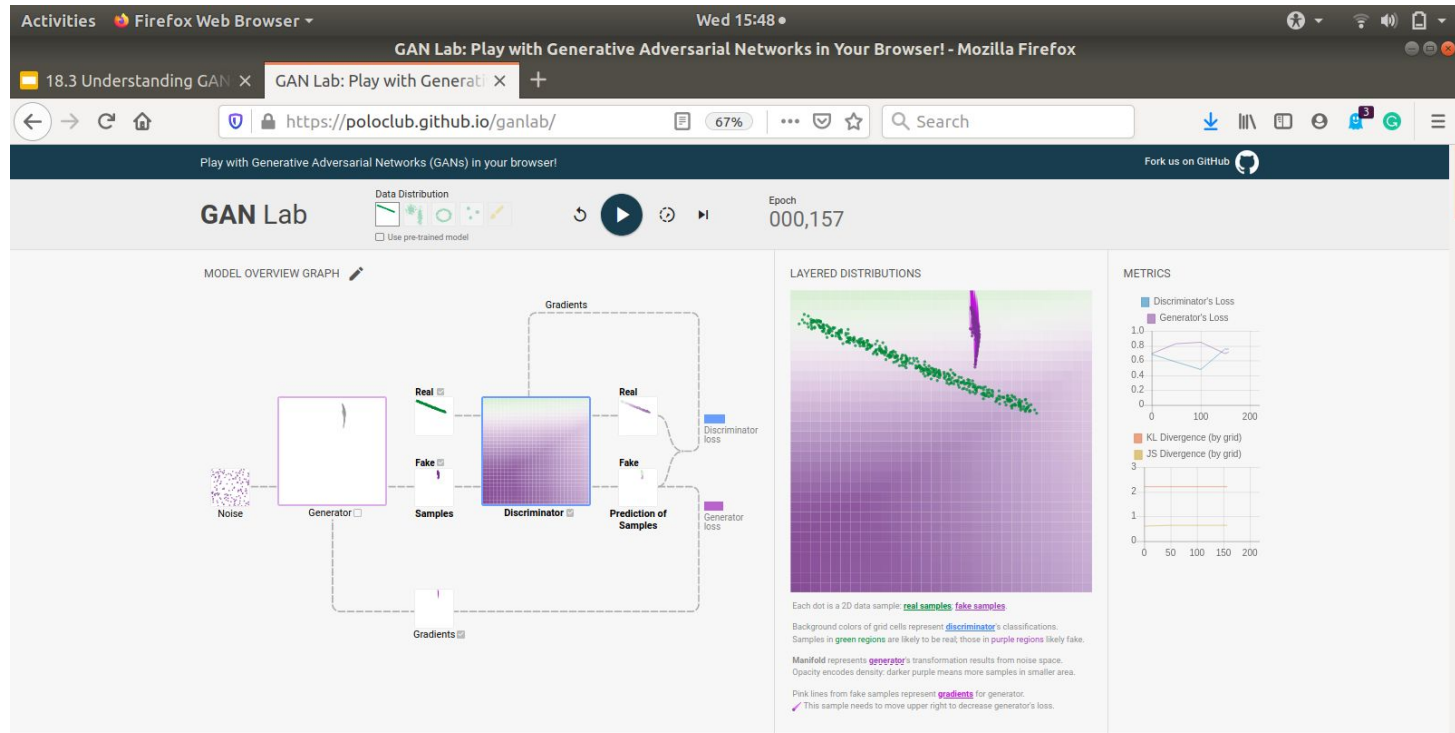 Activities Firefox Web Browser Wed 15:48
GAN Lab: Play with Generative Adversarial Networks in Your Browser! - Mozilla Firefox
18.3 Understanding GAN GAN Lab: Play with Generati
https://poloclub.github.io/ganlab/ 67% Search 3
Play with Generative Adversarial Networks (GANs) in your browser! Fork us on GitHub
GAN Lab
Data Distribution
Use pre-trained model
Epoch
000,157
MODEL OVERVIEW GRAPH
Gradients
Real
Real
Discriminator
loss
Fake
Fake
Noise
Generator
Samples
Discriminator
Prediction of
Samples
Generator
loss
Gradients
LAYERED DISTRIBUTIONS
Each dot is a 2D data sample: real samples; fake samples.
Background colors of grid cells represent discriminator's classifications.
Samples in green regions are likely to be real; those in purple regions likely fake.
Manifold represents generator's transformation results from noise space.
Opacity encodes density: darker purple means more samples in smaller area.
Pink lines from fake samples represent gradients for generator.
This sample needs to move upper right to decrease generator's loss.
METRICS
Discriminator's Loss
Generator's Loss
1.0
0.8
0.6
0.4
0.2
0
0 100 200
KL Divergence (by grid)
JS Divergence (by grid)
3
2
1
0
0 50 100 150 200